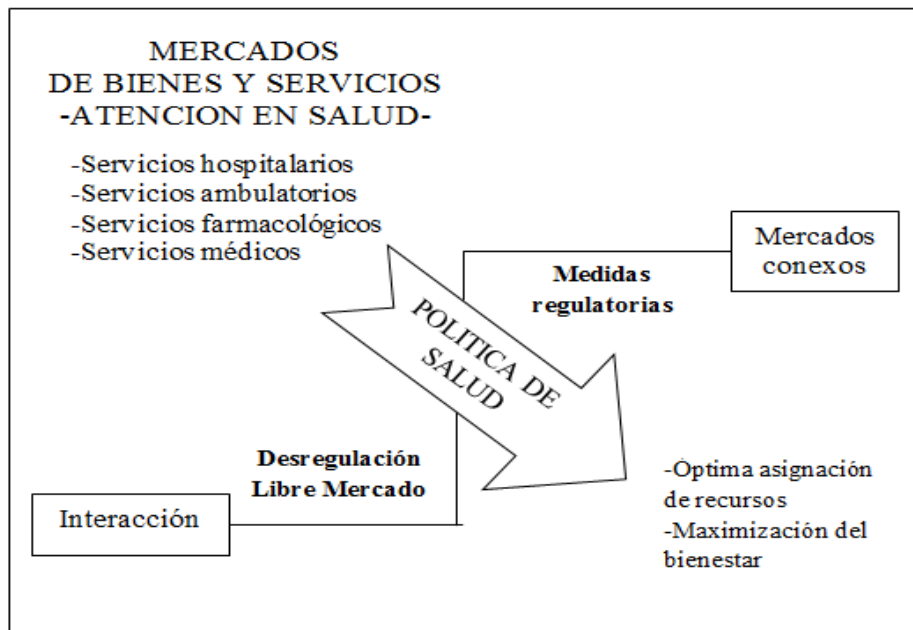 MERCADOS
DE BIENES Y SERVICIOS
-ATENCION EN SALUD-
-Servicios hospitalarios
-Servicios ambulatorios
-Servicios farmacológicos
-Servicios médicos
Mercados
conexos
Medidas
regulatorias
POLITICA DE
SALUD
Desregulación
Libre Mercado
Interacción
-Óptima asignación
de recursos
-Maximización del
bienestar